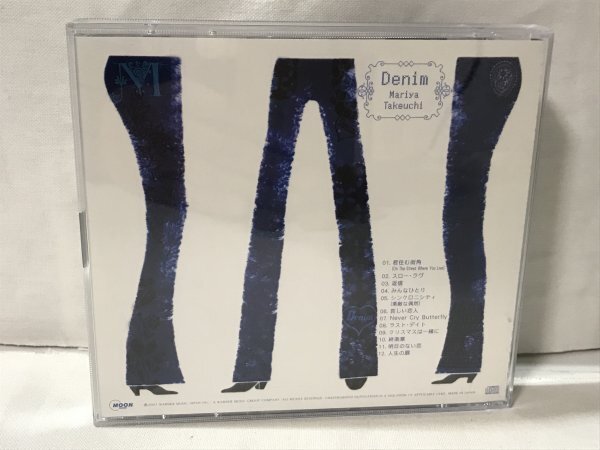 M
Denim
Mariya
Takeuchi
01. 君住む街角
(On The Street Where You Live)
02. スロー・ラヴ
03. 返信
04. みんなひとり
05. シンクロニシティ
(素敵な偶然)
06. 哀しい恋人
07. Never Cry Butterfly
08. ラスト・デイト
09. クリスマスは一緒に
10. 終楽章
11. 明日のない恋
12. 人生の扉
Denim
MOON